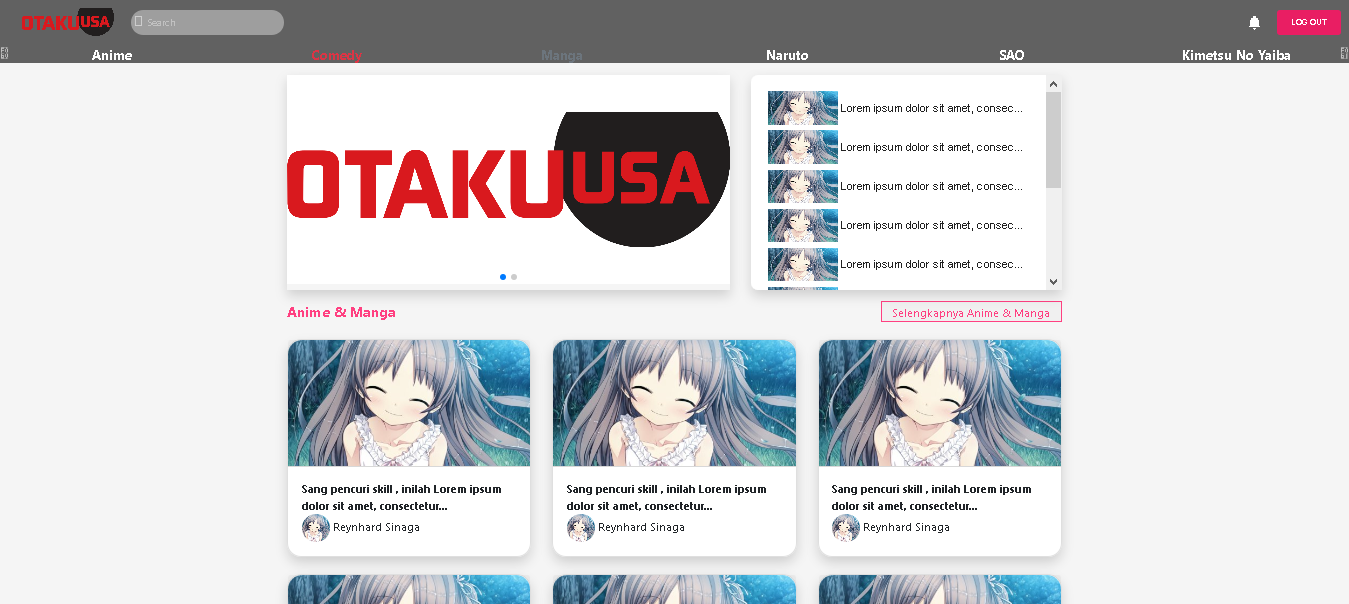 OTAKUUSA
Search
LOG OUT
Anime
Comedy
Manga
Naruto
SAO
Kimetsu No Yaiba
OTAKUUSA
Lorem ipsum dolor sit amet, consec...
Lorem ipsum dolor sit amet, consec...
Lorem ipsum dolor sit amet, consec...
Lorem ipsum dolor sit amet, consec...
Lorem ipsum dolor sit amet, consec...
Anime & Manga
Selengkapnya Anime & Manga
Sang pencuri skill , inilah Lorem ipsum
dolor sit amet, consectetur...
Reynhard Sinaga
Sang pencuri skill , inilah Lorem ipsum
dolor sit amet, consectetur...
Reynhard Sinaga
Sang pencuri skill , inilah Lorem ipsum
dolor sit amet, consectetur...
Reynhard Sinaga